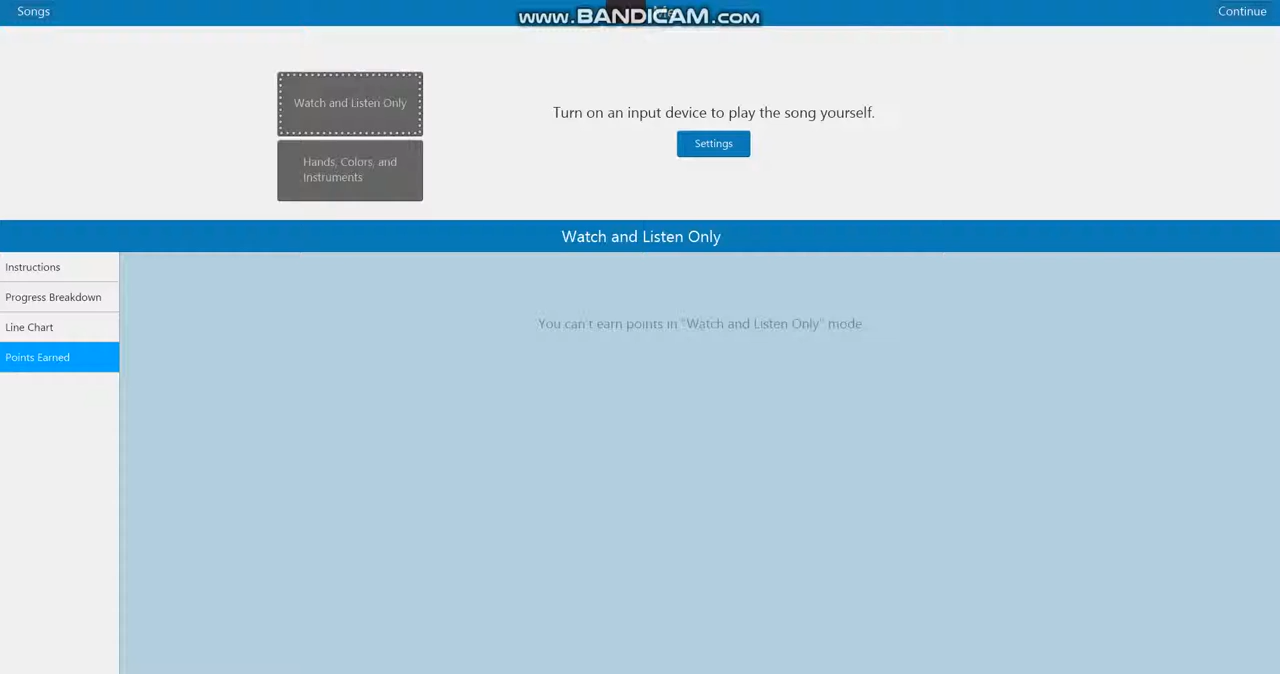 Songs
www.BANDICAM.com
Continue
Watch and Listen Only
Hands, Colors, and
Instruments
Turn on an input device to play the song yourself.
Settings
Watch and Listen Only
Instructions
Progress Breakdown
Line Chart
Points Earned
You can't earn points in "Watch and Listen Only" mode.